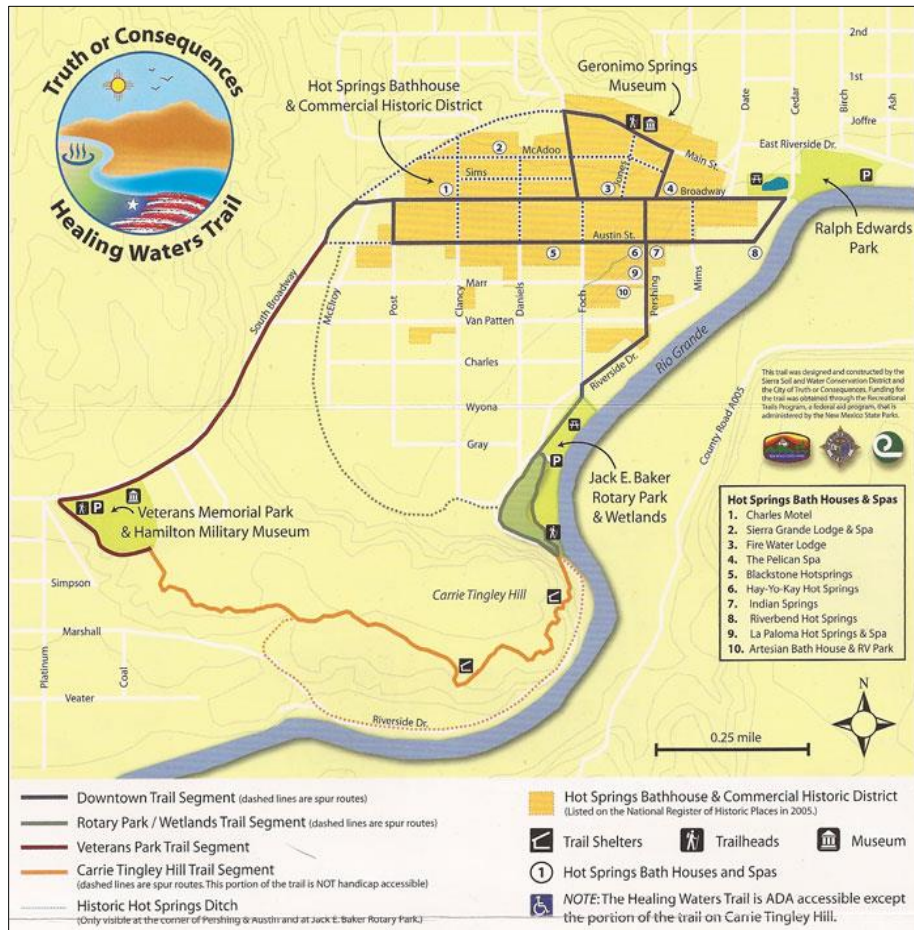 Truth or Consequences
Healing Waters Trail
Hot Springs Bathhouse
& Commercial Historic District
Geronimo Springs
Museum
2nd
1st
Date
Cedar
Birch
Ash
Joffre
East Riverside Dr.
2
McAdoo
Main St.
Sims
Jones
1
3
4
Broadway
P
Ralph Edwards
Park
Austin St.
5
6
7
8
9
10
South Broadway
McElroy
Post
Clancy
Daniels
Foch
Pershing
Mims
Marr
Van Patten
Charles
Riverside Dr.
Rio Grande
County Road A005
Wyona
Gray
This trail was designed and constructed by the
Sierra Soil and Water Conservation District and
the City of Truth or Consequences. Funding for
the trail was obtained through the Recreational
Trails Program, a federal aid program, that is
administered by the New Mexico State Parks.
P
Jack E. Baker
Rotary Park
& Wetlands
P
Veterans Memorial Park
& Hamilton Military Museum
Hot Springs Bath Houses & Spas
1. Charles Motel
2. Sierra Grande Lodge & Spa
3. Fire Water Lodge
4. The Pelican Spa
5. Blackstone Hotsprings
6. Hay-Yo-Kay Hot Springs
7. Indian Springs
8. Riverbend Hot Springs
9. La Paloma Hot Springs & Spa
10. Artesian Bath House & RV Park
Simpson
Carrie Tingley Hill
Marshall
Platinum
Coal
Veater
Riverside Dr.
N
0.25 mile
Downtown Trail Segment (dashed lines are spur routes)
Rotary Park / Wetlands Trail Segment (dashed lines are spur routes)
Veterans Park Trail Segment
Carrie Tingley Hill Trail Segment
(dashed lines are spur routes. This portion of the trail is NOT handicap accessible)
Historic Hot Springs Ditch
(Only visible at the corner of Pershing & Austin and at Jack E. Baker Rotary Park.)
Hot Springs Bathhouse & Commercial Historic District
(Listed on the National Register of Historic Places in 2005.)
Trail Shelters
Trailheads
Museum
1 Hot Springs Bath Houses and Spas
NOTE: The Healing Waters Trail is ADA accessible except
the portion of the trail on Carrie Tingley Hill.